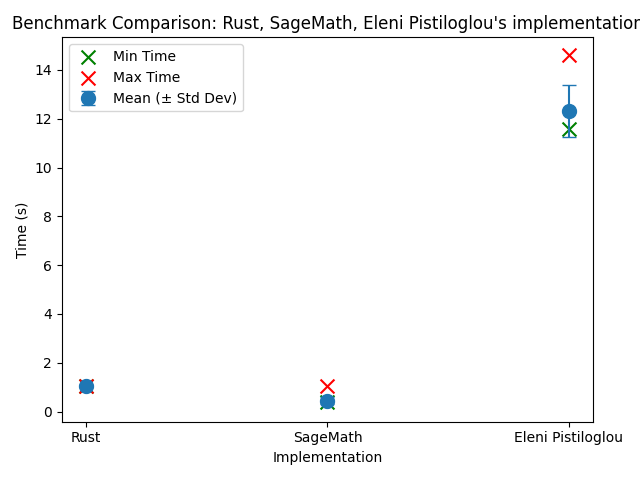 Benchmark Comparison: Rust, SageMath, Eleni Pistiloglou's implementation
Min Time
Max Time
Mean (± Std Dev)
14
12
10
8
6
4
2
0
Time (s)
Rust SageMath Eleni Pistiloglou
Implementation